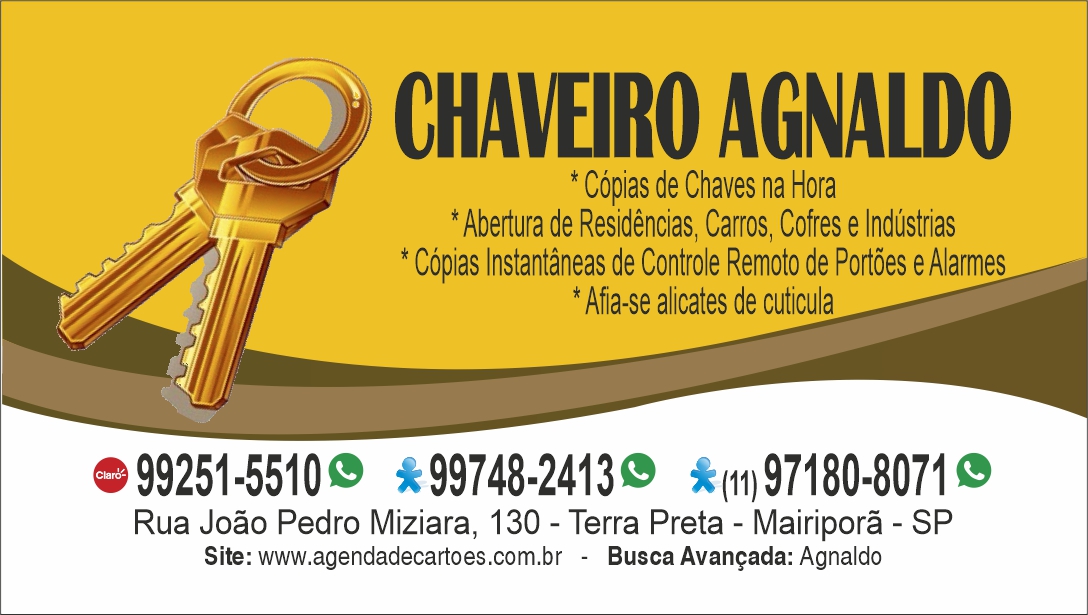 CHAVEIRO AGNALDO
* Cópias de Chaves na Hora
* Abertura de Residências, Carros, Cofres e Indústrias
* Cópias Instantâneas de Controle Remoto de Portões e Alarmes
* Afia-se alicates de cuticula
Claro 99251-5510 99748-2413 (11) 97180-8071
Rua João Pedro Miziara, 130 - Terra Preta - Mairiporã - SP
Site: www.agendadecartoes.com.br - Busca Avançada: Agnaldo